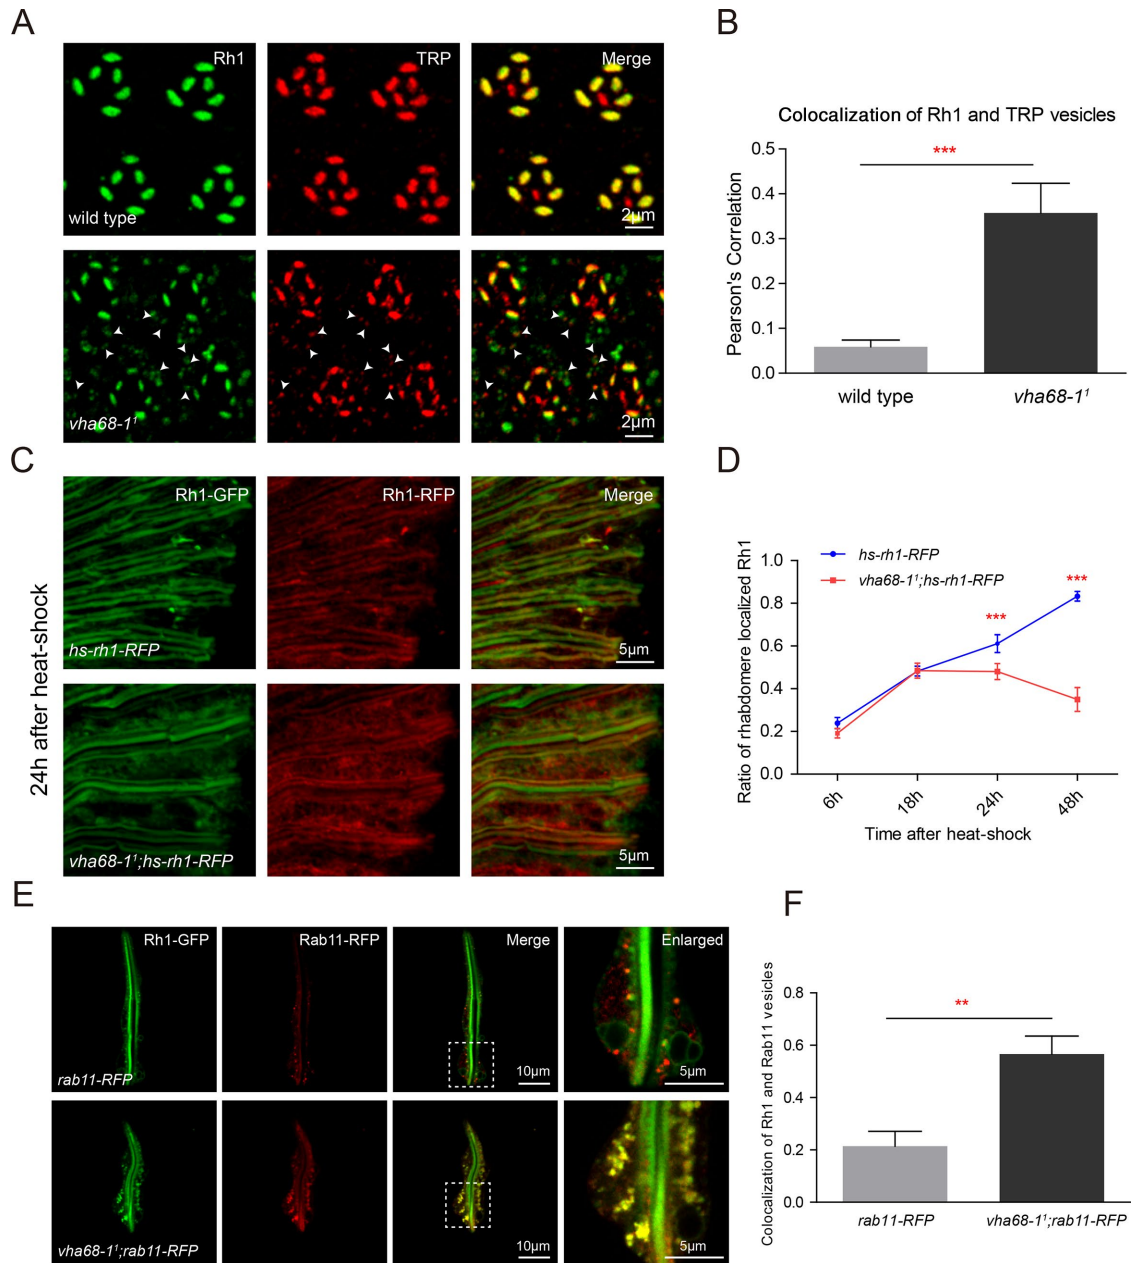 A
Rh1
TRP
Merge
wild type
2µm
vha68-1¹
2µm
B
Colocalization of Rh1 and TRP vesicles
***
Pearson's Correlation
0.5
0.4
0.3
0.2
0.1
0.0
wild type
vha68-1¹
C
24h after heat-shock
Rh1-GFP
Rh1-RFP
Merge
hs-rh1-RFP
5µm
vha68-1¹;hs-rh1-RFP
5µm
D
hs-rh1-RFP
vha68-1¹;hs-rh1-RFP
***
***
Ratio of rhabdomere localized Rh1
1.0
0.8
0.6
0.4
0.2
0.0
6h
18h
24h
48h
Time after heat-shock
E
Rh1-GFP
Rab11-RFP
Merge
Enlarged
rab11-RFP
10µm
5µm
vha68-1¹;rab11-RFP
10µm
5µm
F
**
Colocalization of Rh1 and Rab11 vesicles
0.8
0.6
0.4
0.2
0.0
rab11-RFP
vha68-1¹;rab11-RFP